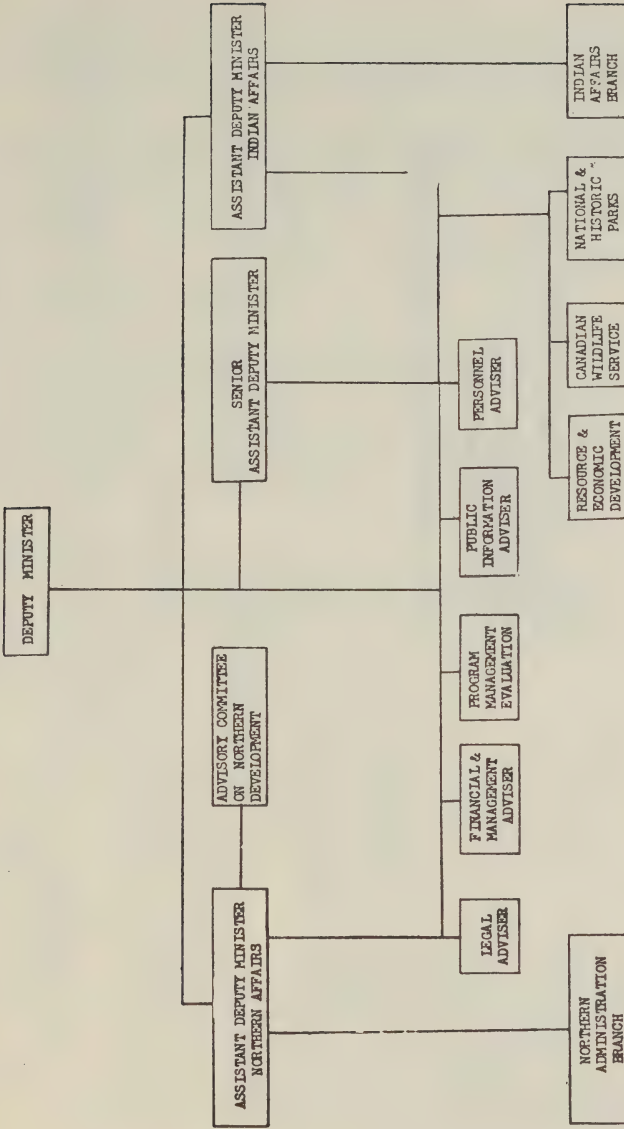 DEPUTY MINISTER
ASSISTANT DEPUTY MINISTER
NORTHERN AFFAIRS
ADVISORY COMMITTEE
ON NORTHERN
DEVELOPMENT
SENIOR
ASSISTANT DEPUTY MINISTER
ASSISTANT DEPUTY MINISTER
INDIAN AFFAIRS
LEGAL
ADVISER
FINANCIAL &
MANAGEMENT
ADVISER
PROGRAM
MANAGEMENT
EVALUATION
PUBLIC
INFORMATION
ADVISER
PERSONNEL
ADVISER
NORTHERN
ADMINISTRATION
BRANCH
RESOURCE &
ECONOMIC
DEVELOPMENT
CANADIAN
WILDLIFE
SERVICE
NATIONAL &
HISTORIC
PARKS
INDIAN
AFFAIRS
BRANCH